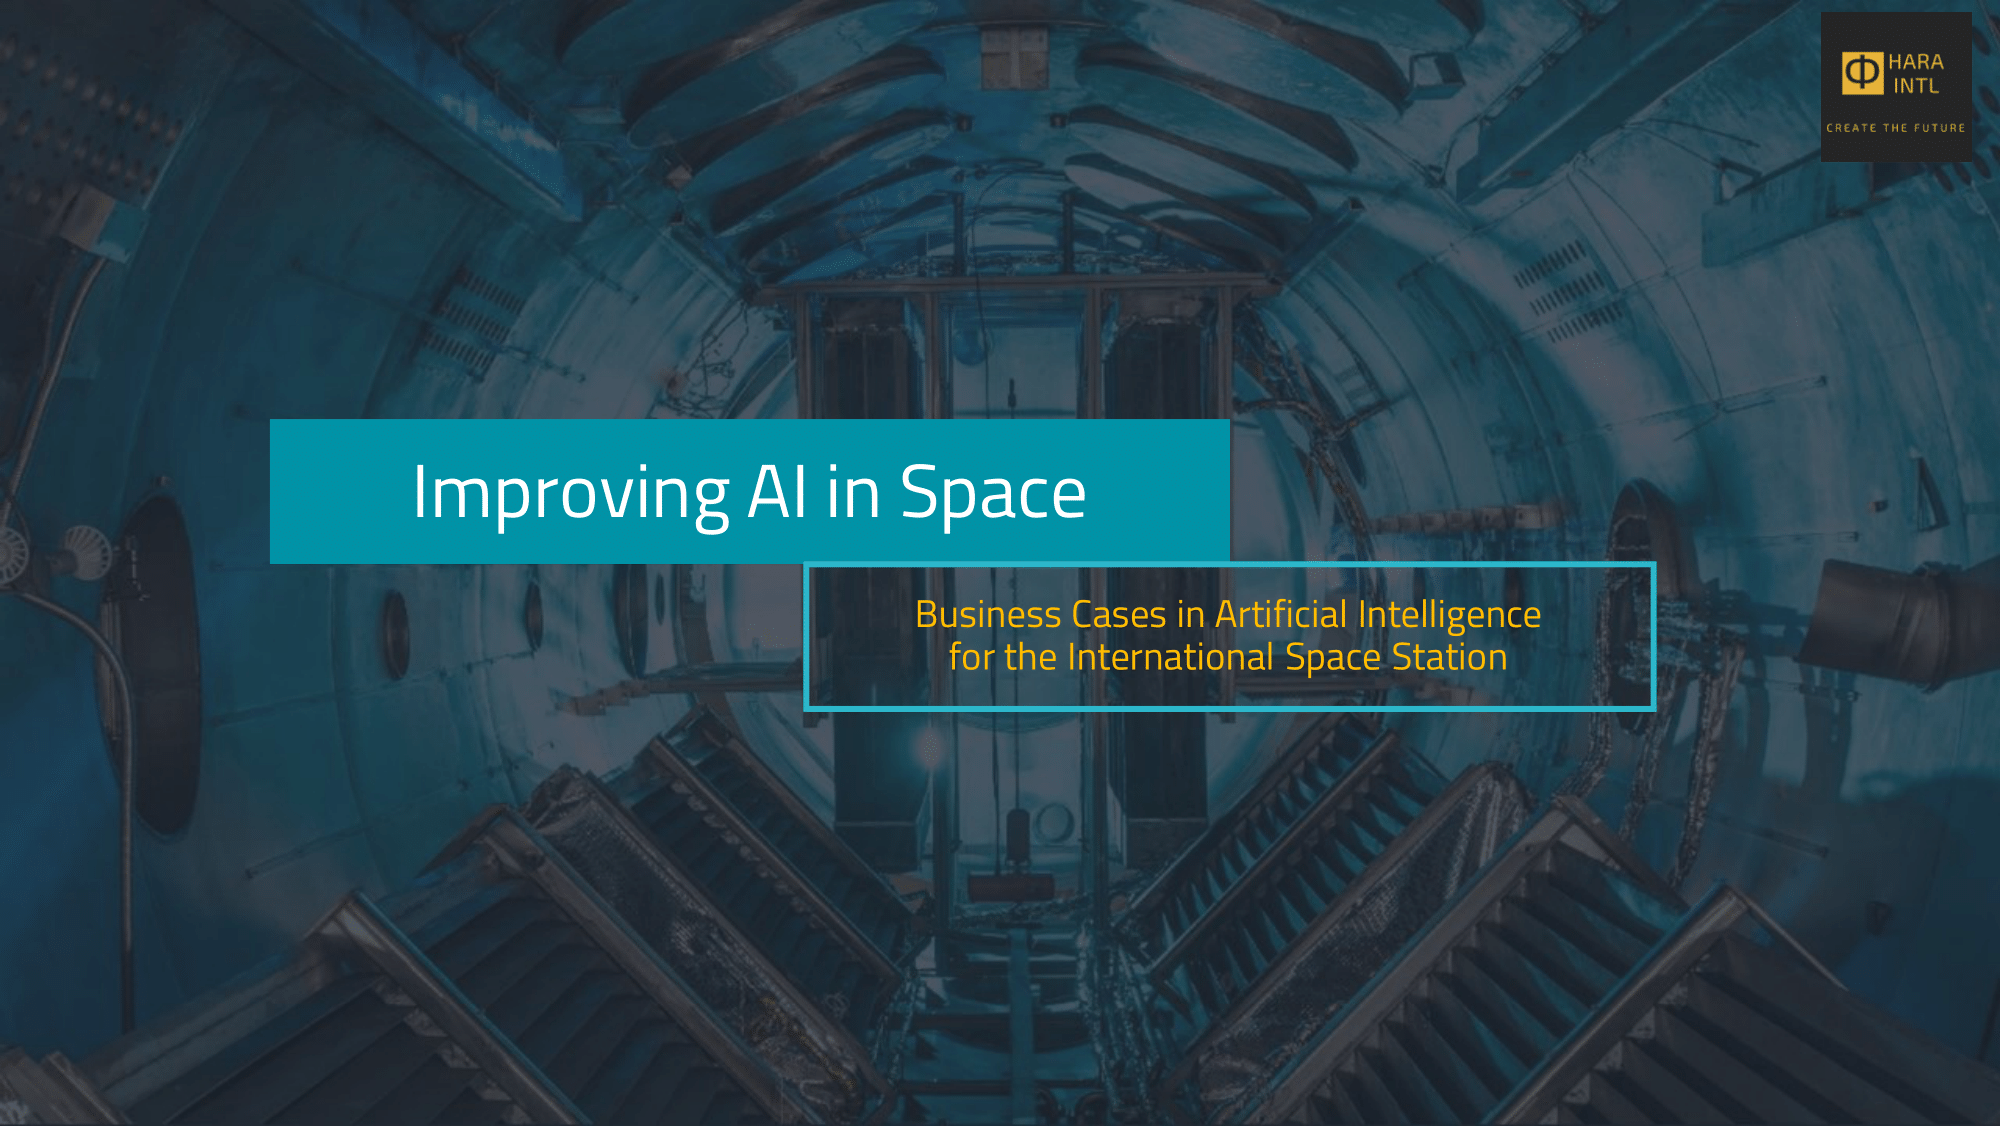 Φ HARA
INTL
CREATE THE FUTURE
Improving AI in Space
Business Cases in Artificial Intelligence
for the International Space Station